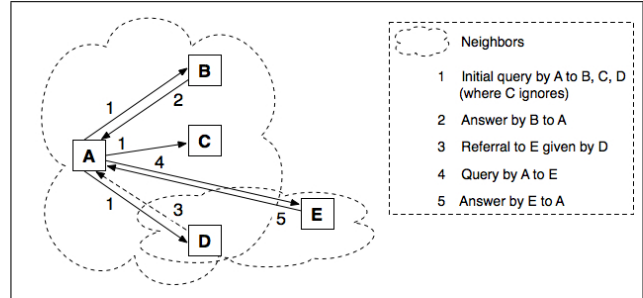 B
1
2
1
C
A
4
1
3
5
E
D
Neighbors
1 Initial query by A to B, C, D
(where C ignores)
2 Answer by B to A
3 Referral to E given by D
4 Query by A to E
5 Answer by E to A